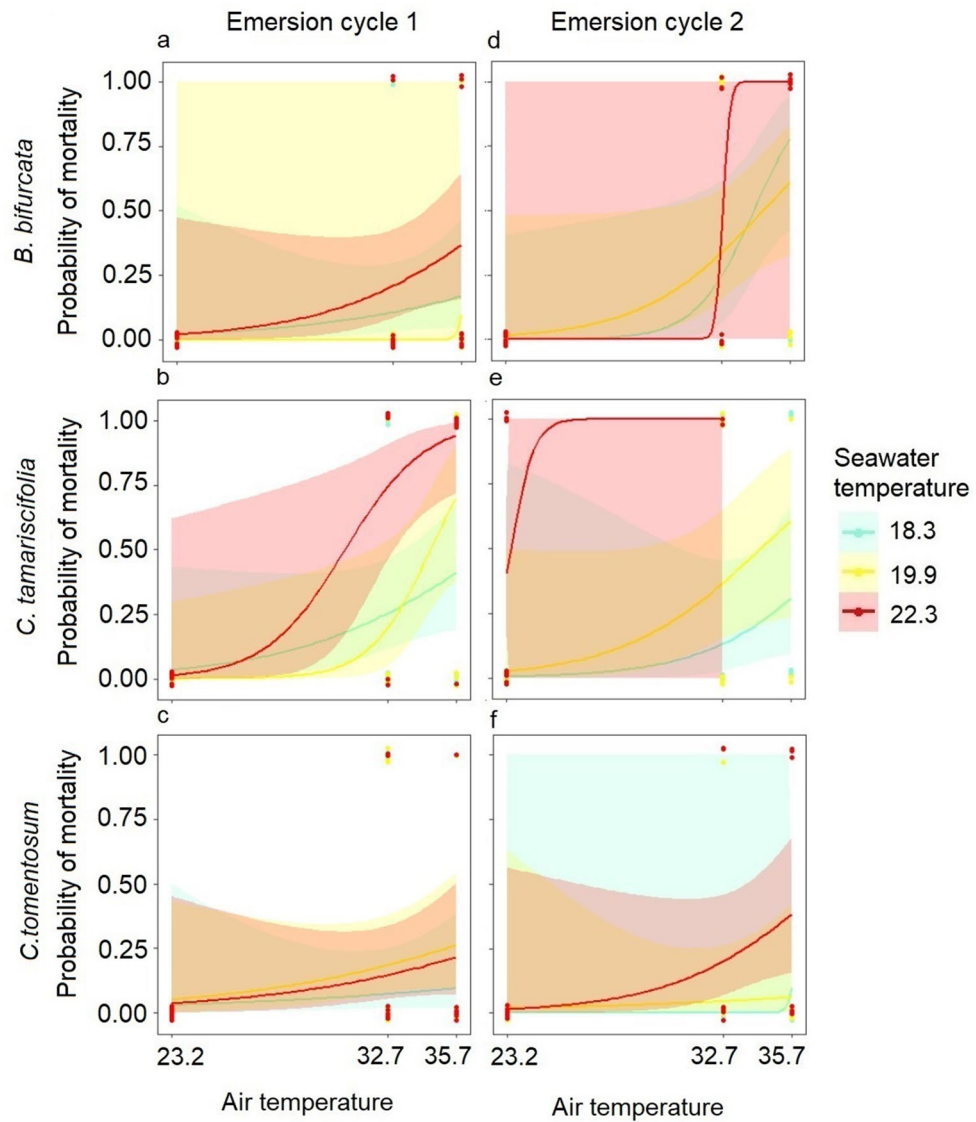 Emersion cycle 1
Emersion cycle 2
a
d
B. bifurcata
Probability of mortality
1.00
0.75
0.50
0.25
0.00
b
e
C. tamariscifolia
Probability of mortality
1.00
0.75
0.50
0.25
0.00
Seawater
temperature
18.3
19.9
22.3
c
f
C.tomentosum
Probability of mortality
1.00
0.75
0.50
0.25
0.00
23.2 32.7 35.7
23.2 32.7 35.7
Air temperature
Air temperature